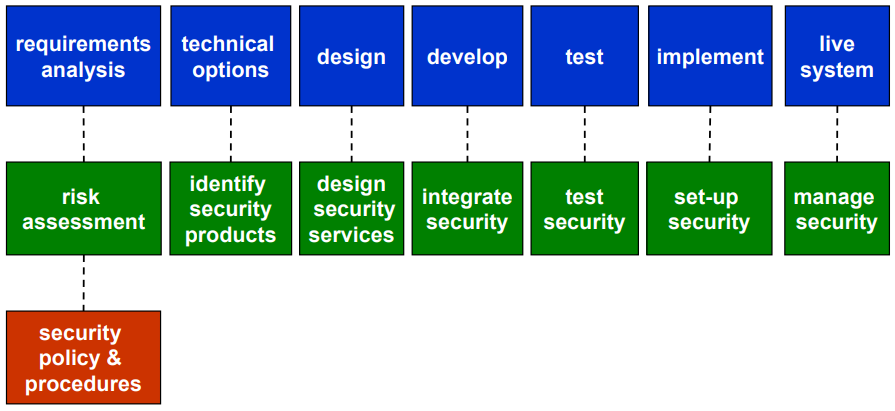 requirements
analysis
technical
options
design
develop
test
implement
live
system
risk
assessment
identify
security
products
design
security
services
integrate
security
test
security
set-up
security
manage
security
security
policy &
procedures